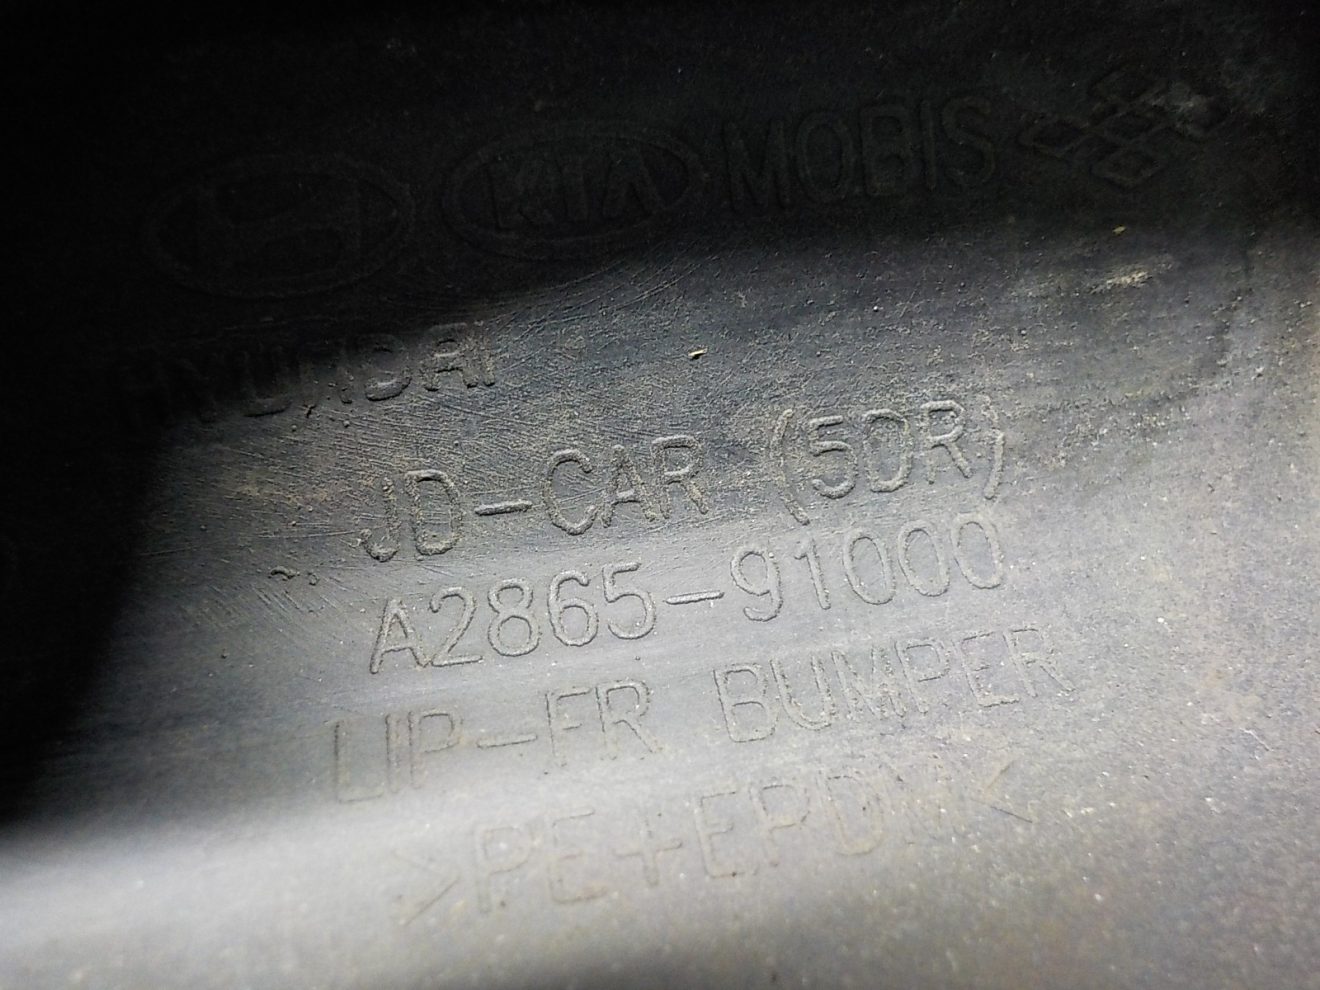 KIA MOBIS
HYUNDAI
JD-CAR (5DR)
A2865-91000
LIP-FR BUMPER
>PE+EPDM<